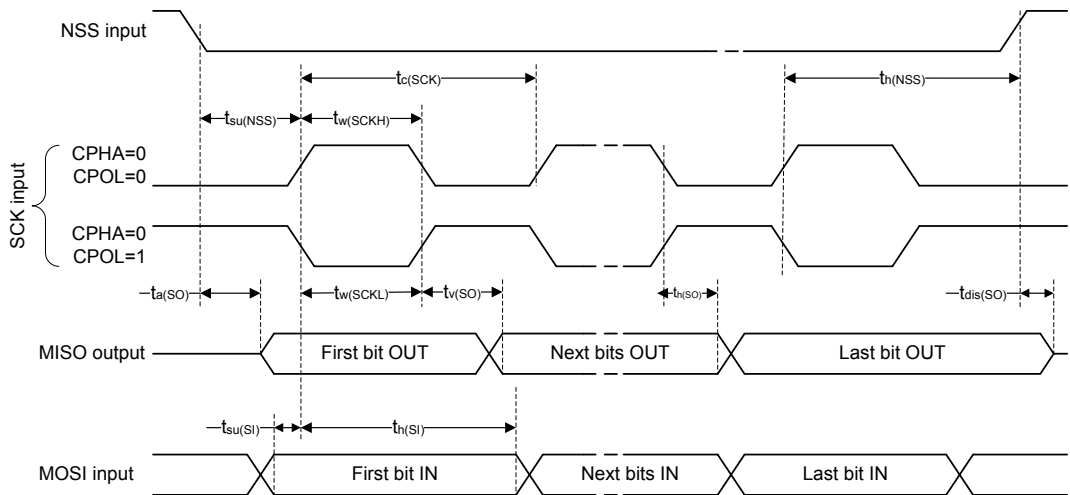 NSS input
tc(SCK)
th(NSS)
tsu(NSS)
tw(SCKH)
SCK input
CPHA=0
CPOL=0
CPHA=0
CPOL=1
ta(SO)
tw(SCKL)
tv(SO)
th(SO)
tdis(SO)
MISO output
First bit OUT
Next bits OUT
Last bit OUT
tsu(SI)
th(SI)
MOSI input
First bit IN
Next bits IN
Last bit IN